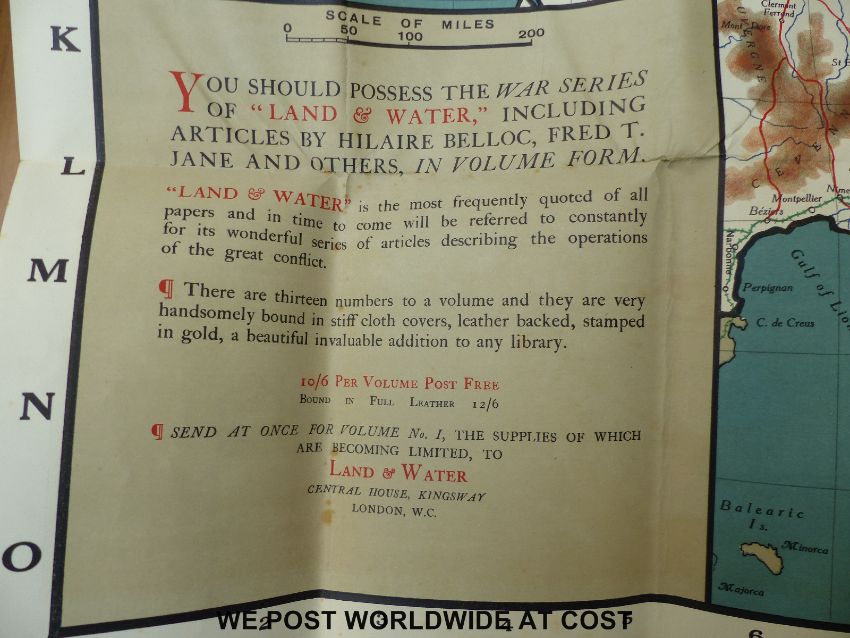 SCALE OF MILES
0 50 100 200
YOU SHOULD POSSESS THE WAR SERIES
OF "LAND & WATER," INCLUDING
ARTICLES BY HILAIRE BELLOC, FRED T.
JANE AND OTHERS, IN VOLUME FORM.
"LAND & WATER" is the most frequently quoted of all
papers and in time to come will be referred to constantly
for its wonderful series of articles describing the operations
of the great conflict.
¶ There are thirteen numbers to a volume and they are very
handsomely bound in stiff cloth covers, leather backed, stamped
in gold, a beautiful invaluable addition to any library.
10/6 PER VOLUME POST FREE
BOUND IN FULL LEATHER 12/6
¶ SEND AT ONCE FOR VOLUME No. 1, THE SUPPLIES OF WHICH
ARE BECOMING LIMITED, TO
LAND & WATER
CENTRAL HOUSE, KINGSWAY
LONDON, W.C.
K
L
M
N
O
Clermont
Ferrand
Mont Dore
Montpellier
Béziers
Narbonne
Perpignan
C. de Creus
Gulf of
Balearic
Is.
Minorca
Majorca
2 3 4 5 6
WE POST WORLDWIDE AT COST